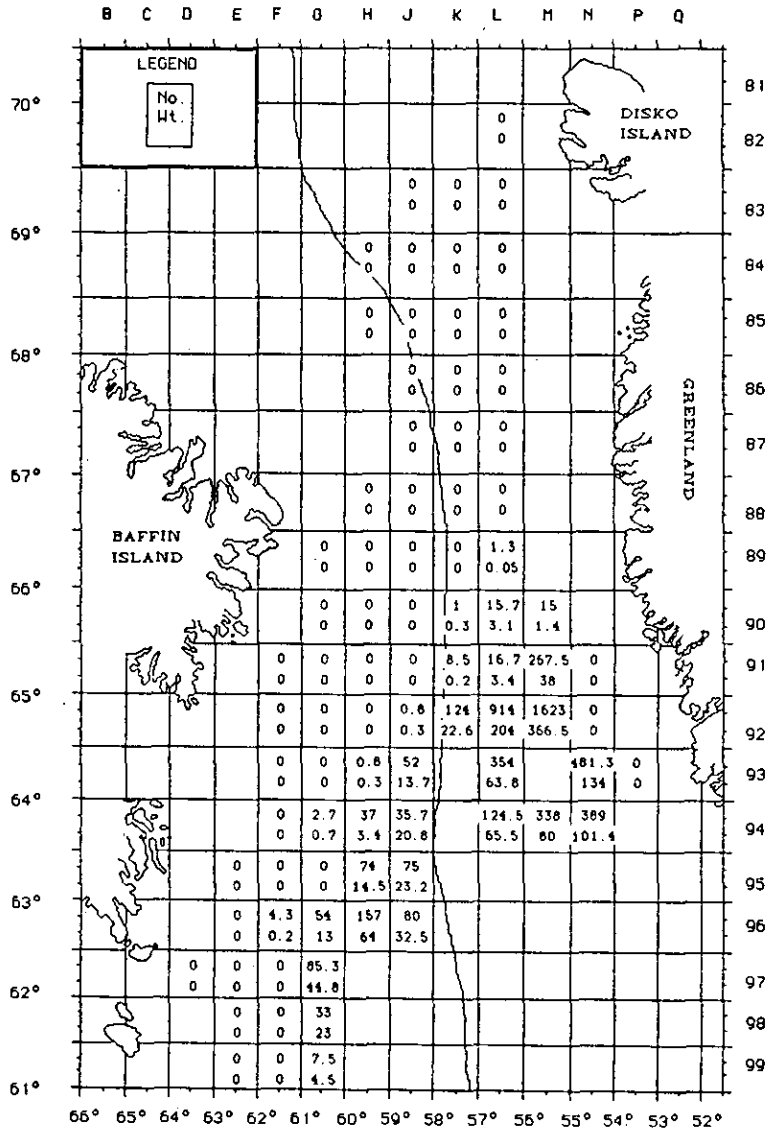 B C D E F G H J K L M N P Q
LEGEND
No.
Wt.
81
70°
DISKO
ISLAND
0
0
82
0 0 0
0 0 0
83
69°
0 0 0 0
0 0 0 0
84
0 0 0 0
0 0 0 0
85
68°
0 0 0
0 0 0
86
GREENLAND
0 0 0
0 0 0
87
67°
0 0 0 0
0 0 0 0
88
BAFFIN
ISLAND
0 0 0 0 1.3
0 0 0 0 0.05
89
66°
0 0 0 1 15.7 15
0 0 0 0.3 3.1 1.4
90
0 0 0 0 8.5 16.7 267.5 0
0 0 0 0 0.2 3.4 38 0
91
65°
0 0 0 0.8 124 914 1623 0
0 0 0 0.3 22.6 204 366.5 0
92
0 0 0.8 52 354 481.3 0
0 0 0.3 13.7 63.8 134 0
93
64°
0 2.7 37 35.7 124.5 338 389
0 0.7 3.4 20.8 65.5 80 101.4
94
0 0 0 74 75
0 0 0 14.5 23.2
95
63°
0 4.3 54 157 80
0 0.2 13 64 32.5
96
0 0 0 85.3
0 0 0 44.8
97
62°
0 0 33
0 0 23
98
0 0 7.5
0 0 4.5
99
61°
66° 65° 64° 63° 62° 61° 60° 59° 58° 57° 56° 55° 54° 53° 52°